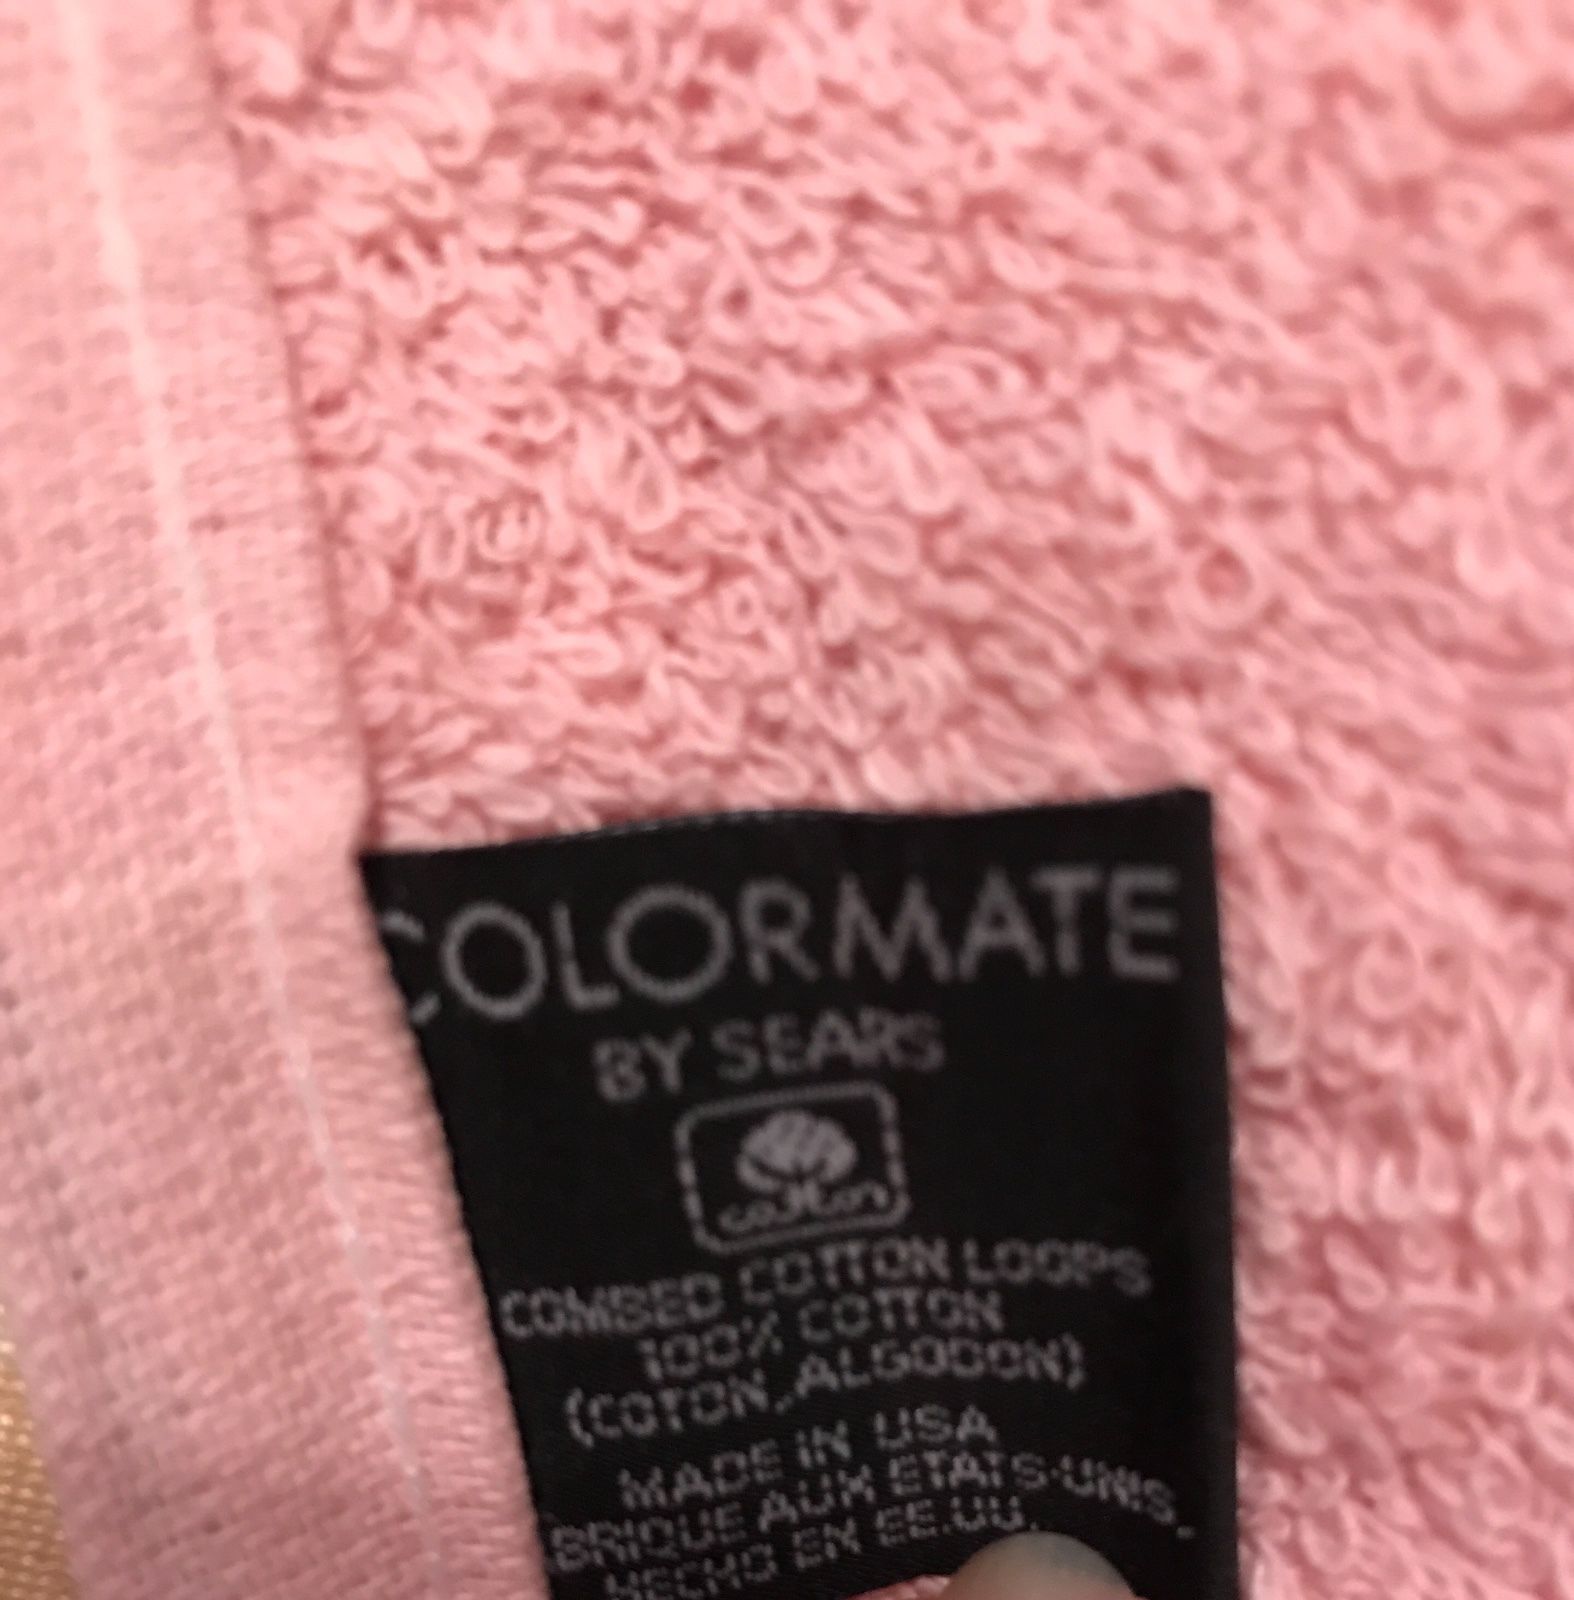 COLORMATE
BY SEARS
cotton
COMBED COTTON LOOPS
100% COTTON
(COTON, ALGODON)
MADE IN USA
BRIQUE AUX ETATS-UNIS.
HECHO EN EE.UU.